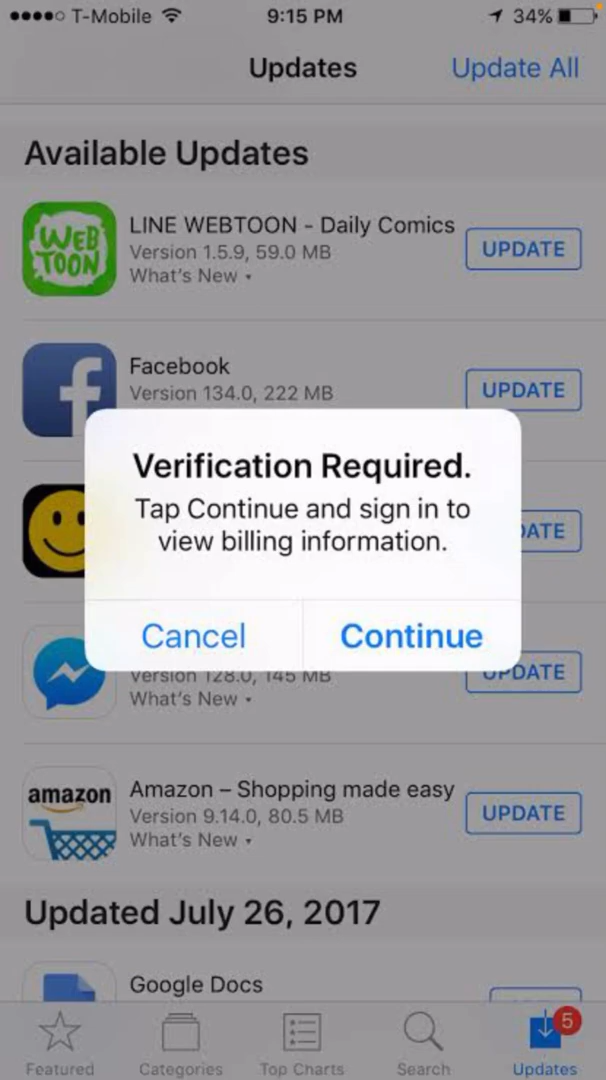 T-Mobile 9:15 PM 34%
Updates Update All
Available Updates
WEB
TOON
LINE WEBTOON - Daily Comics
Version 1.5.9, 59.0 MB
What's New
UPDATE
Facebook
Version 134.0, 222 MB
UPDATE
Verification Required.
Tap Continue and sign in to
view billing information.
Cancel Continue
DATE
Version 128.0, 145 MB
What's New
UPDATE
amazon
Amazon – Shopping made easy
Version 9.14.0, 80.5 MB
What's New
UPDATE
Updated July 26, 2017
Google Docs
5
Featured Categories Top Charts Search Updates